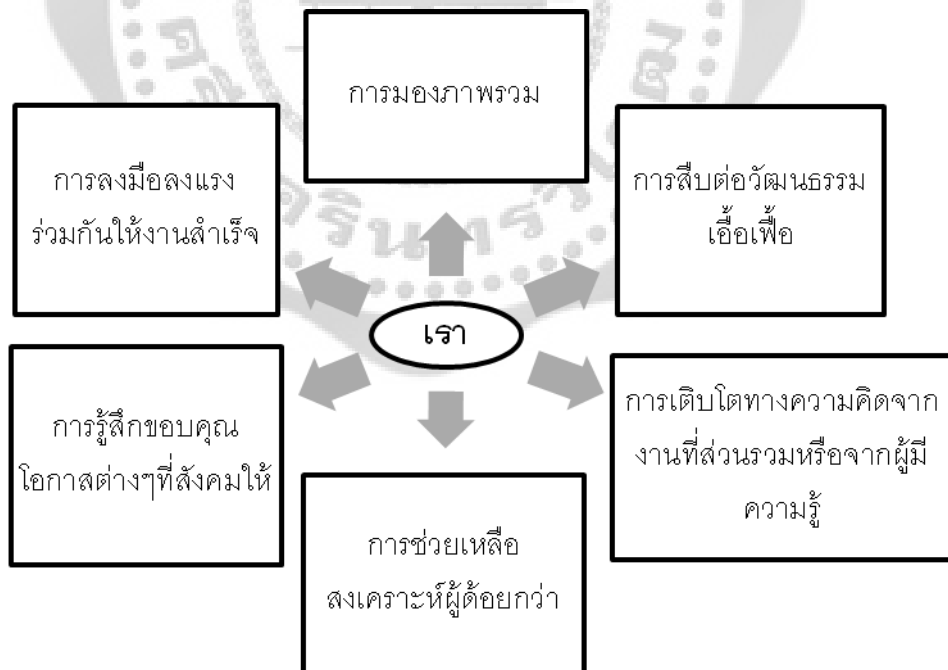 การมองภาพรวม
การลงมือลงแรง
ร่วมกันให้งานสำเร็จ
การสืบต่อวัฒนธรรม
เอื้อเฟื้อ
เรา
การรู้สึกขอบคุณ
โอกาสต่างๆที่สังคมให้
การเติบโตทางความคิดจาก
งานที่ส่วนรวมหรือจากผู้มี
ความรู้
การช่วยเหลือ
สงเคราะห์ผู้ด้อยกว่า